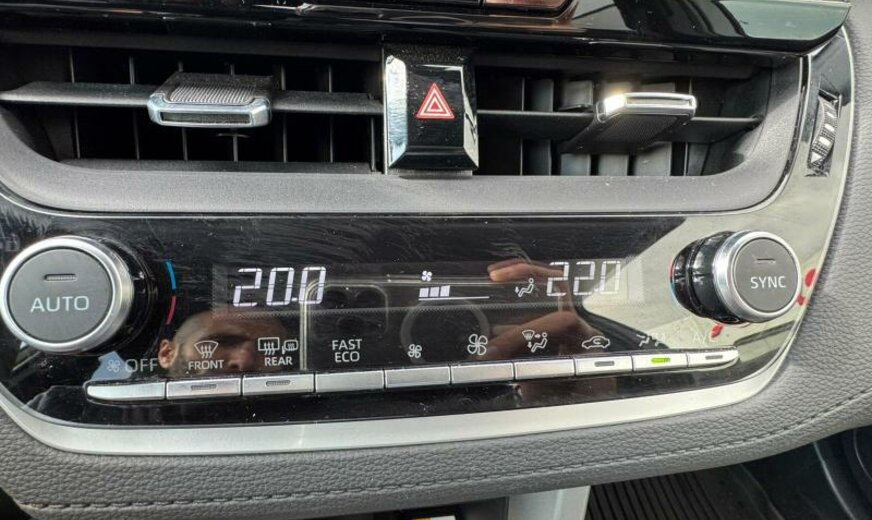 20.0 22.0
AUTO SYNC
OFF FRONT REAR FAST A/C
ECO